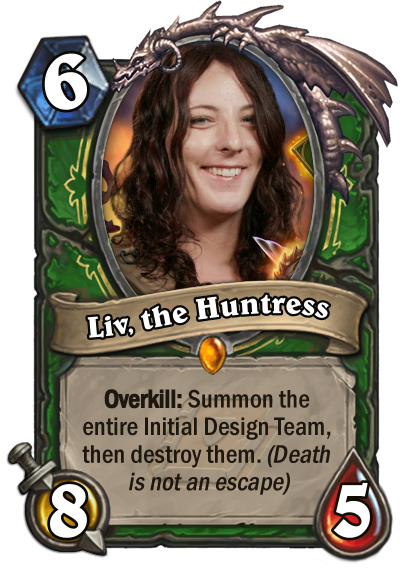 6
Liv, the Huntress
Overkill: Summon the
entire Initial Design Team,
then destroy them. (Death
is not an escape)
8
5